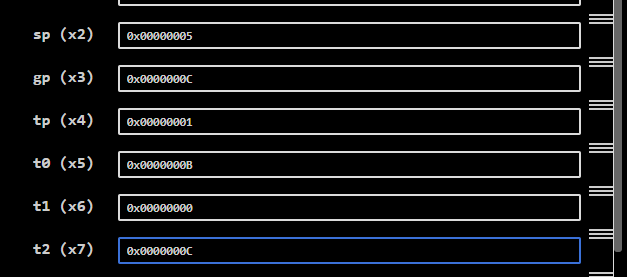 sp (x2) 0x00000005
gp (x3) 0x0000000C
tp (x4) 0x00000001
t0 (x5) 0x0000000B
t1 (x6) 0x00000000
t2 (x7) 0x0000000C